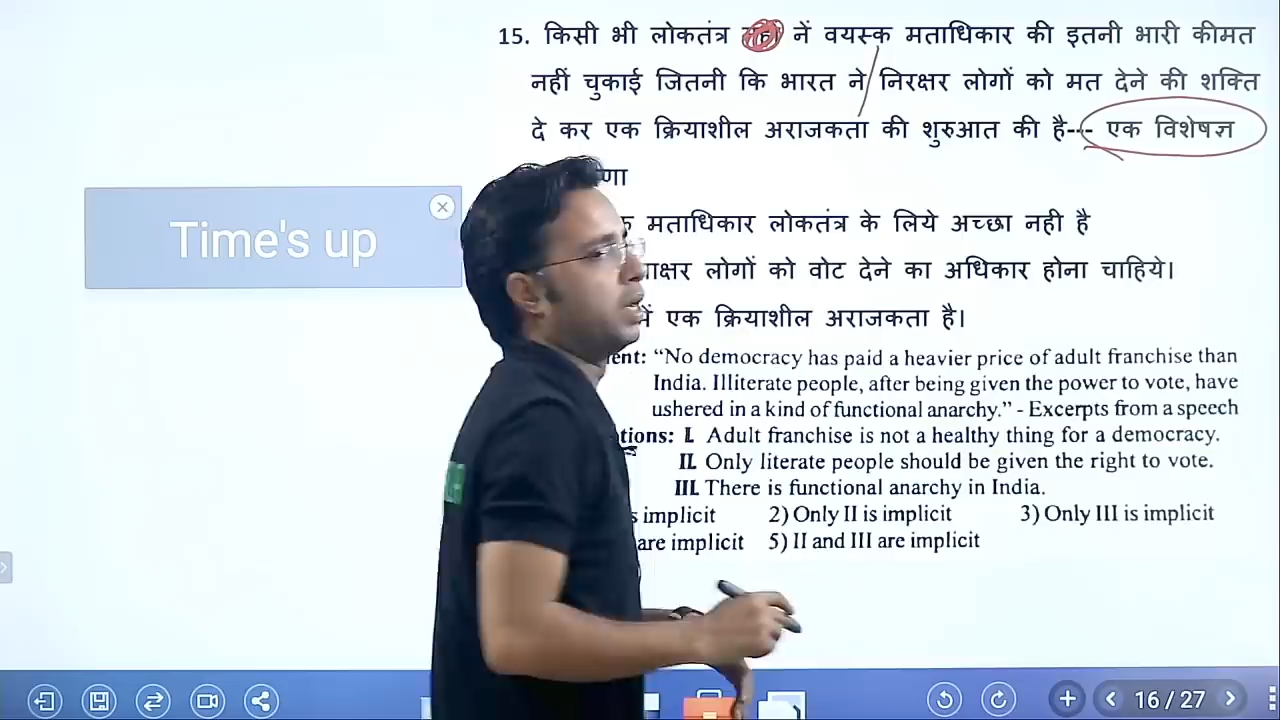 15. किसी भी लोकतंत्र नें वयस्क मताधिकार की इतनी भारी कीमत
नहीं चुकाई जितनी कि भारत ने निरक्षर लोगों को मत देने की शक्ति
दे कर एक क्रियाशील अराजकता की शुरुआत की है--- एक विशेषज्ञ
Time's up
मताधिकार लोकतंत्र के लिये अच्छा नही है
लोगों को वोट देने का अधिकार होना चाहिये।
एक क्रियाशील अराजकता है।
"No democracy has paid a heavier price of adult franchise than
India. Illiterate people, after being given the power to vote, have
ushered in a kind of functional anarchy." - Excerpts from a speech
I. Adult franchise is not a healthy thing for a democracy.
II. Only literate people should be given the right to vote.
III. There is functional anarchy in India.
implicit 2) Only II is implicit 3) Only III is implicit
are implicit 5) II and III are implicit
16 / 27